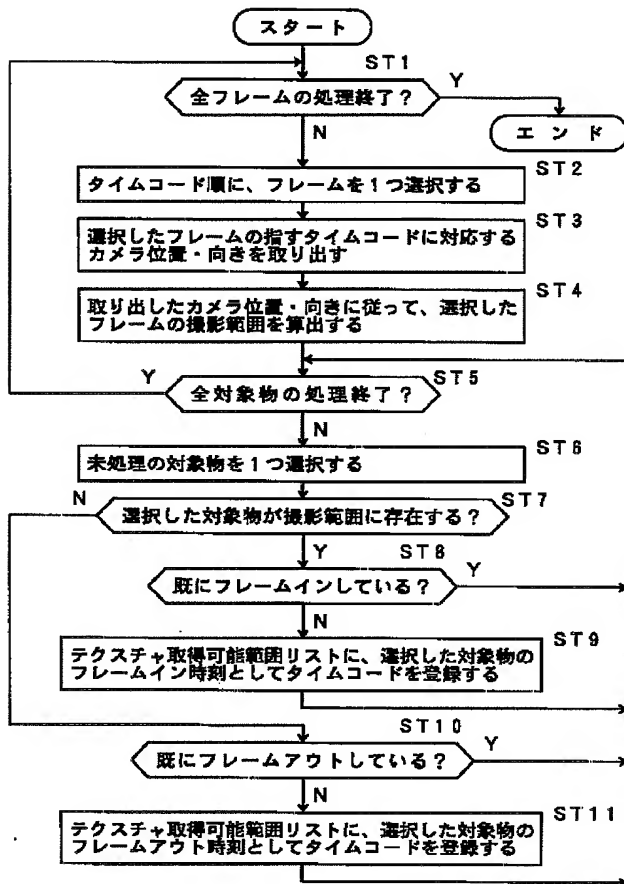 スタート
ST1
全フレームの処理終了?
Y
N
エンド
ST2
タイムコード順に、フレームを1つ選択する
ST3
選択したフレームの指すタイムコードに対応する
カメラ位置・向きを取り出す
ST4
取り出したカメラ位置・向きに従って、選択した
フレームの撮影範囲を算出する
Y
ST5
全対象物の処理終了?
N
ST6
未処理の対象物を1つ選択する
N
ST7
選択した対象物が撮影範囲に存在する?
Y
ST8
既にフレームインしている?
Y
N
ST9
テクスチャ取得可能範囲リストに、選択した対象物の
フレームイン時刻としてタイムコードを登録する
ST10
既にフレームアウトしている?
Y
N
ST11
テクスチャ取得可能範囲リストに、選択した対象物の
フレームアウト時刻としてタイムコードを登録する